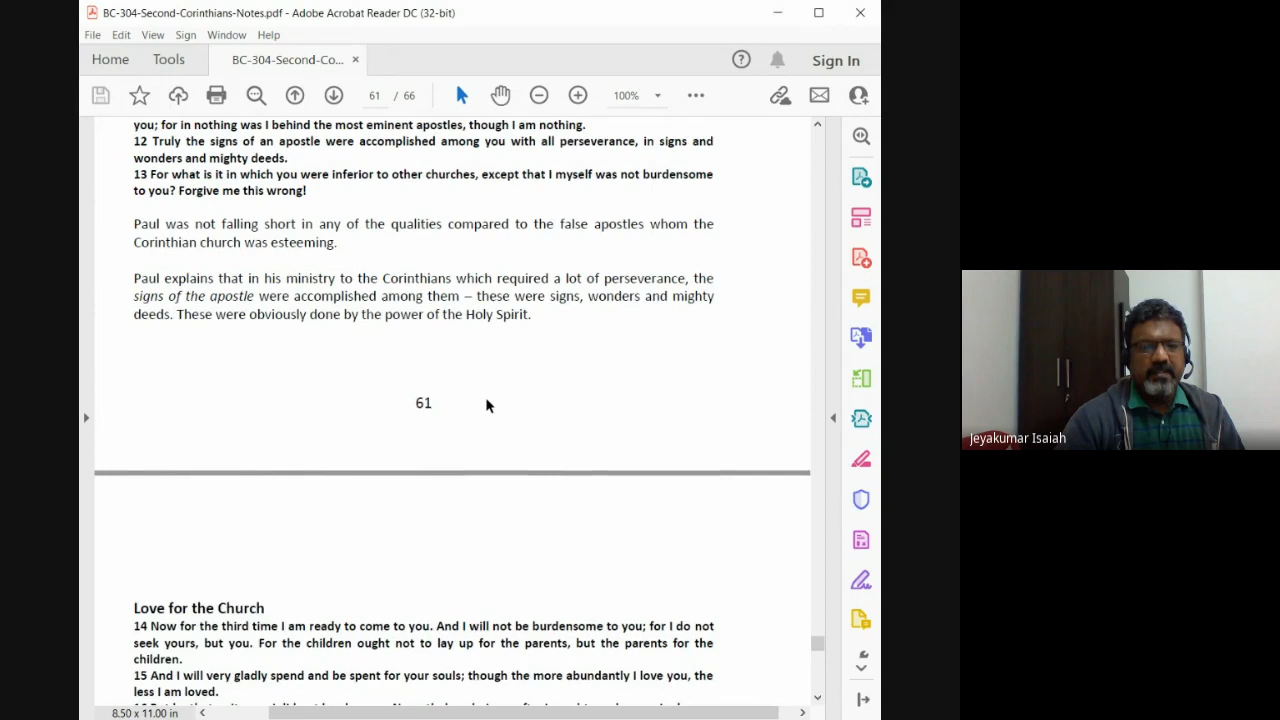 BC-304-Second-Corinthians-Notes.pdf - Adobe Acrobat Reader DC (32-bit)
File Edit View Sign Window Help
Home Tools BC-304-Second-Co... × Sign In
61 / 66 100%
you; for in nothing was I behind the most eminent apostles, though I am nothing.
12 Truly the signs of an apostle were accomplished among you with all perseverance, in signs and
wonders and mighty deeds.
13 For what is it in which you were inferior to other churches, except that I myself was not burdensome
to you? Forgive me this wrong!
Paul was not falling short in any of the qualities compared to the false apostles whom the
Corinthian church was esteeming.
Paul explains that in his ministry to the Corinthians which required a lot of perseverance, the
signs of the apostle were accomplished among them – these were signs, wonders and mighty
deeds. These were obviously done by the power of the Holy Spirit.
61
Love for the Church
14 Now for the third time I am ready to come to you. And I will not be burdensome to you; for I do not
seek yours, but you. For the children ought not to lay up for the parents, but the parents for the
children.
15 And I will very gladly spend and be spent for your souls; though the more abundantly I love you, the
less I am loved.
8.50 x 11.00 in
Jeyakumar Isaiah